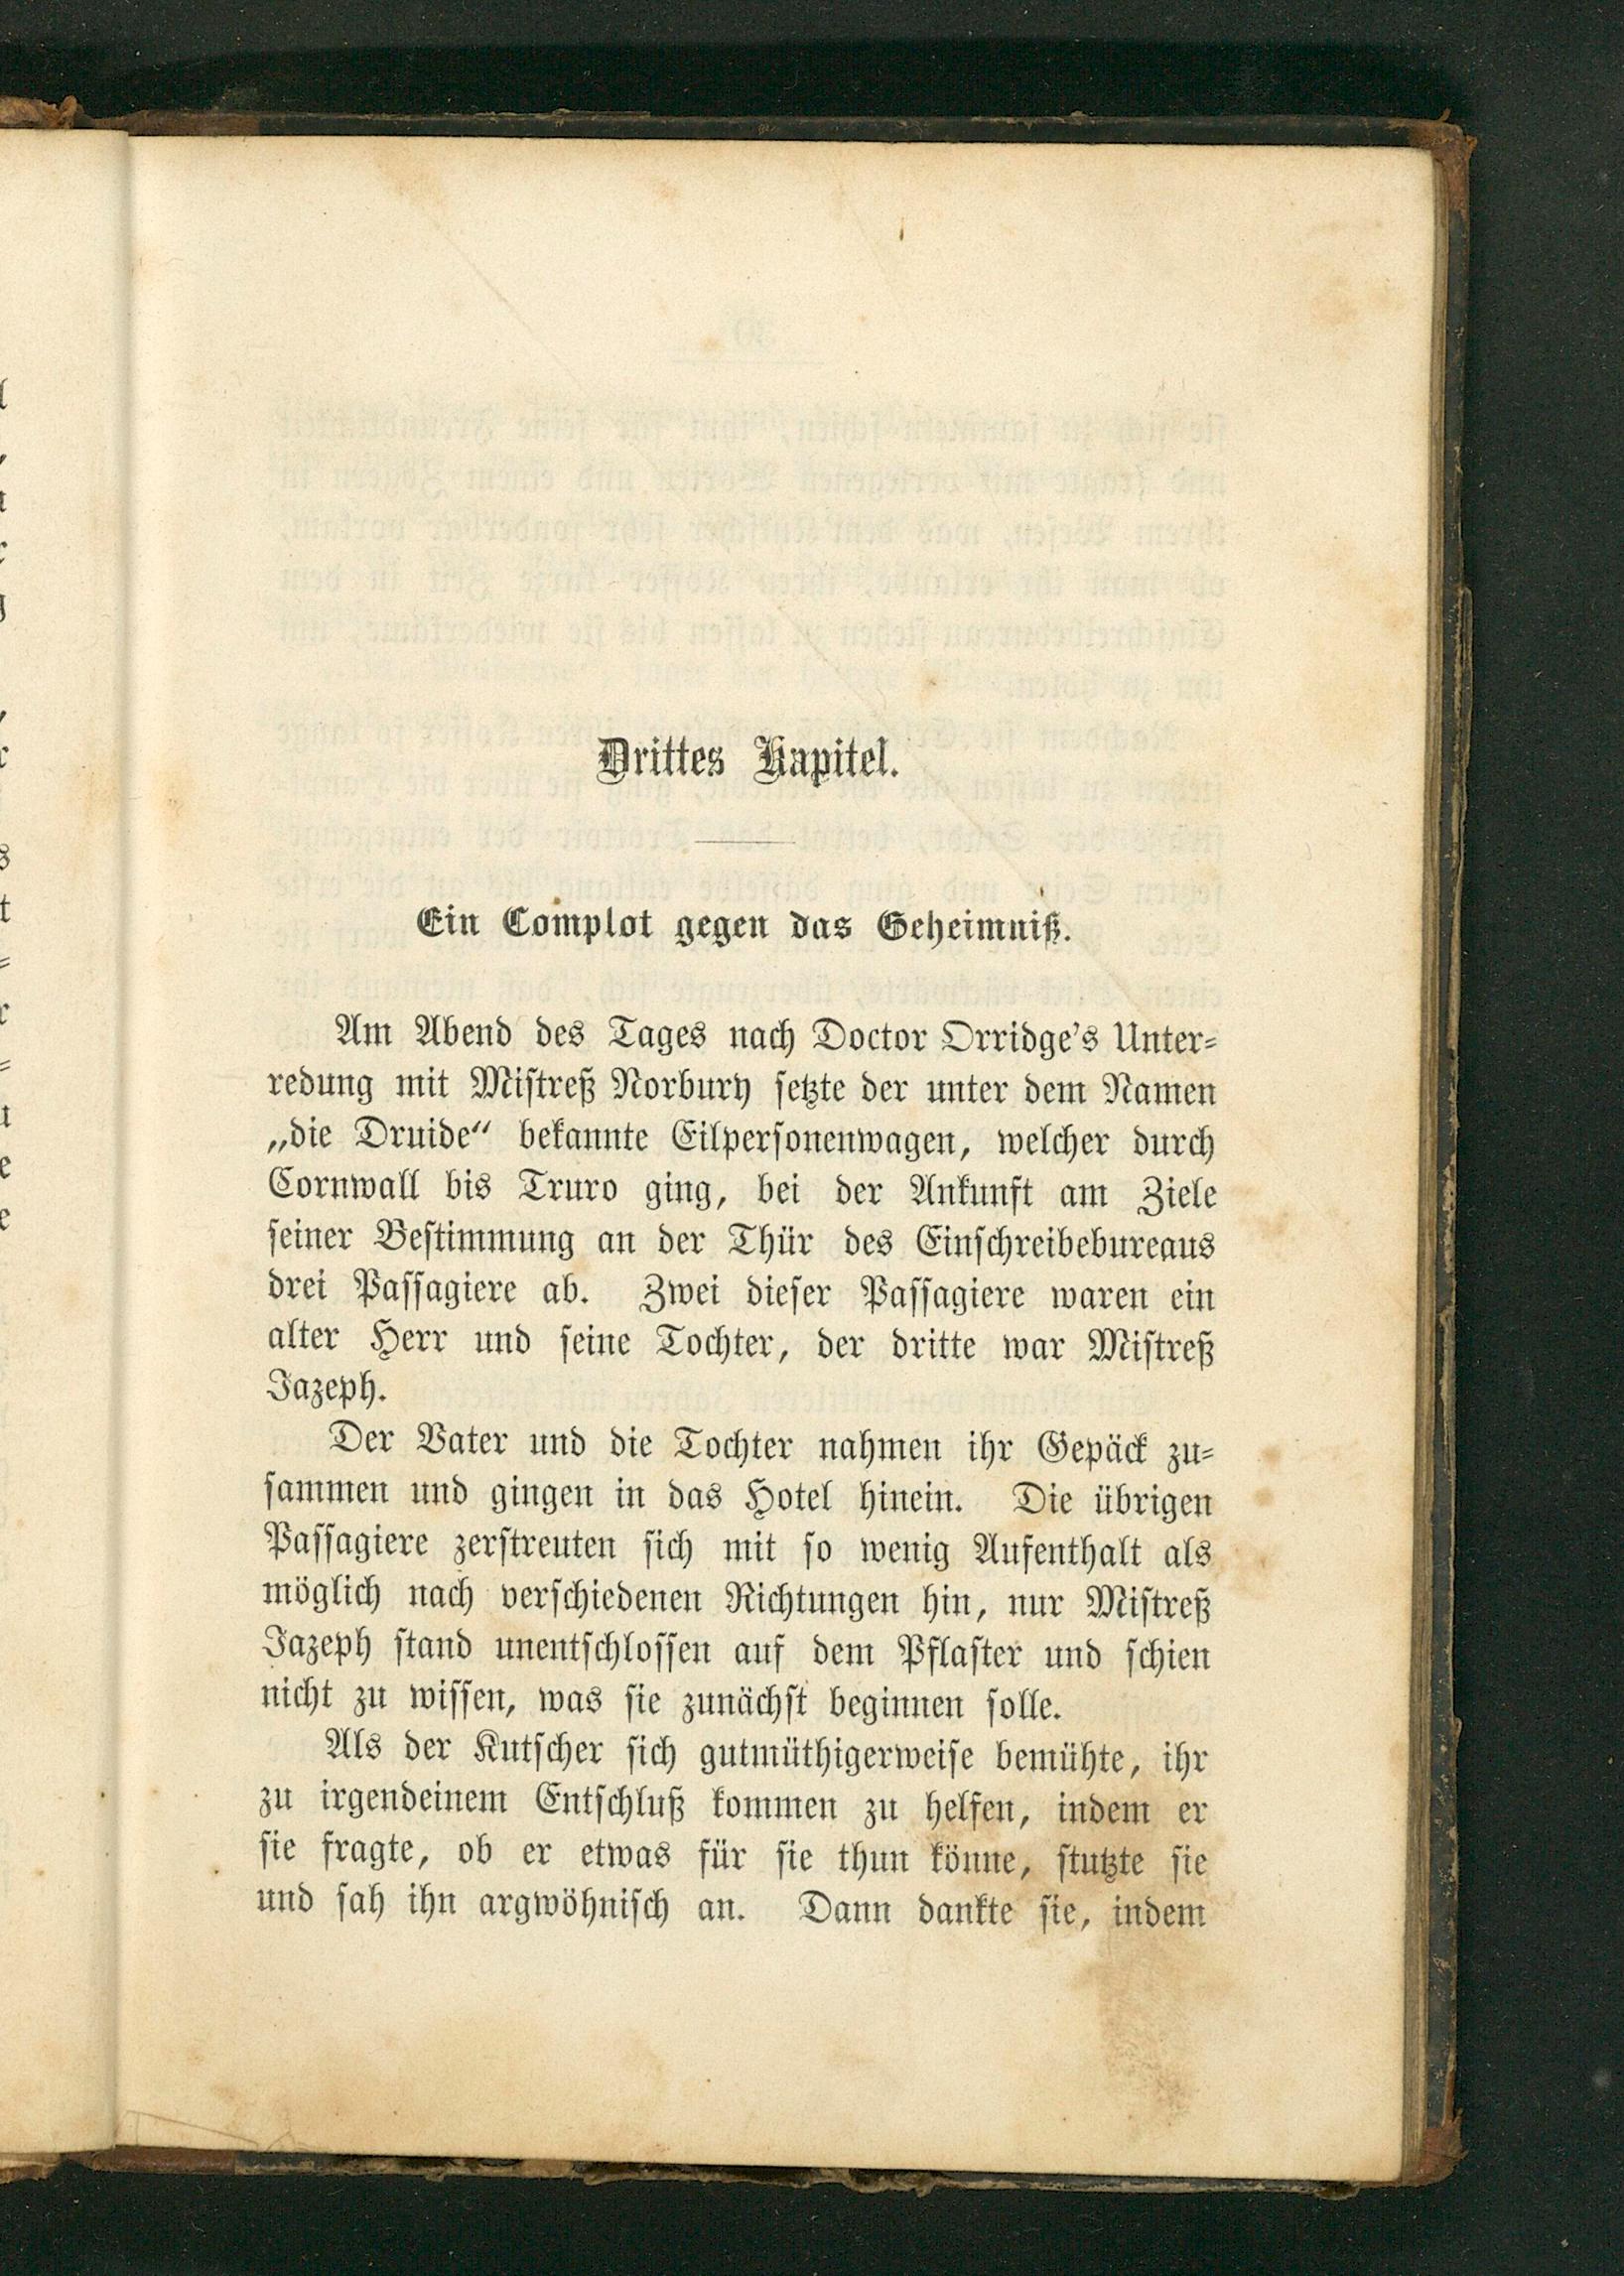 Drittes Kapitel.
Ein Complot gegen das Geheimniß.
Am Abend des Tages nach Doctor Orridge's Unter-
redung mit Mistreß Norbury setzte der unter dem Namen
„die Druide“ bekannte Eilpersonenwagen, welcher durch
Cornwall bis Truro ging, bei der Ankunft am Ziele
seiner Bestimmung an der Thür des Einschreibebureaus
drei Passagiere ab. Zwei dieser Passagiere waren ein
alter Herr und seine Tochter, der dritte war Mistreß
Jazeph.
Der Vater und die Tochter nahmen ihr Gepäck zu-
sammen und gingen in das Hotel hinein. Die übrigen
Passagiere zerstreuten sich mit so wenig Aufenthalt als
möglich nach verschiedenen Richtungen hin, nur Mistreß
Jazeph stand unentschlossen auf dem Pflaster und schien
nicht zu wissen, was sie zunächst beginnen solle.
Als der Kutscher sich gutmüthigerweise bemühte, ihr
zu irgendeinem Entschluß kommen zu helfen, indem er
sie fragte, ob er etwas für sie thun könne, stutzte sie
und sah ihn argwöhnisch an. Dann dankte sie, indem